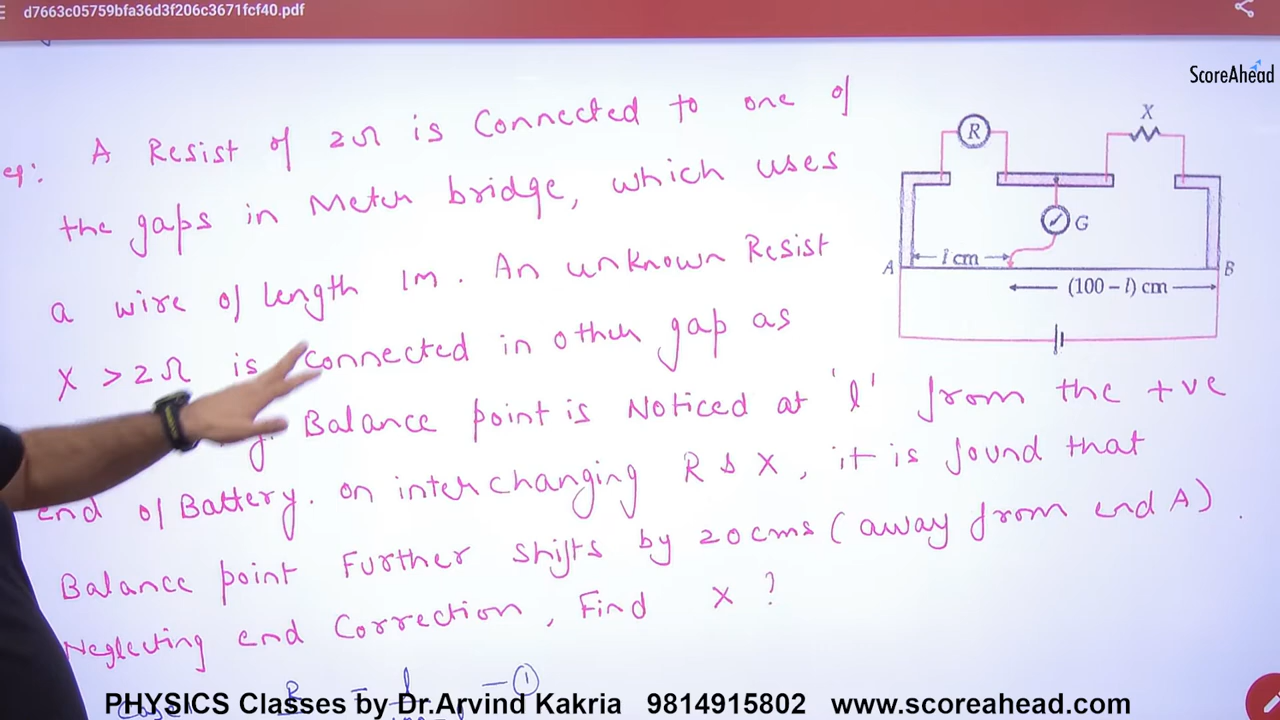 d7663c05759bfa36d3f206c3671fcf40.pdf
ScoreAhead
eg: A Resist of 2Ω is Connected to one of
the gaps in Meter bridge, which uses
a wire of length 1m. An unknown Resist
X > 2Ω is Connected in other gap as
Balance point is Noticed at 'l' from the +ve
end of Battery. on interchanging R & X, it is found that
Balance point Further shifts by 20cms (away from end A).
Neglecting end Correction, Find X ?
R
X
G
A
l cm
B
(100 – l) cm
PHYSICS Classes by Dr.Arvind Kakria 9814915802 www.scoreahead.com